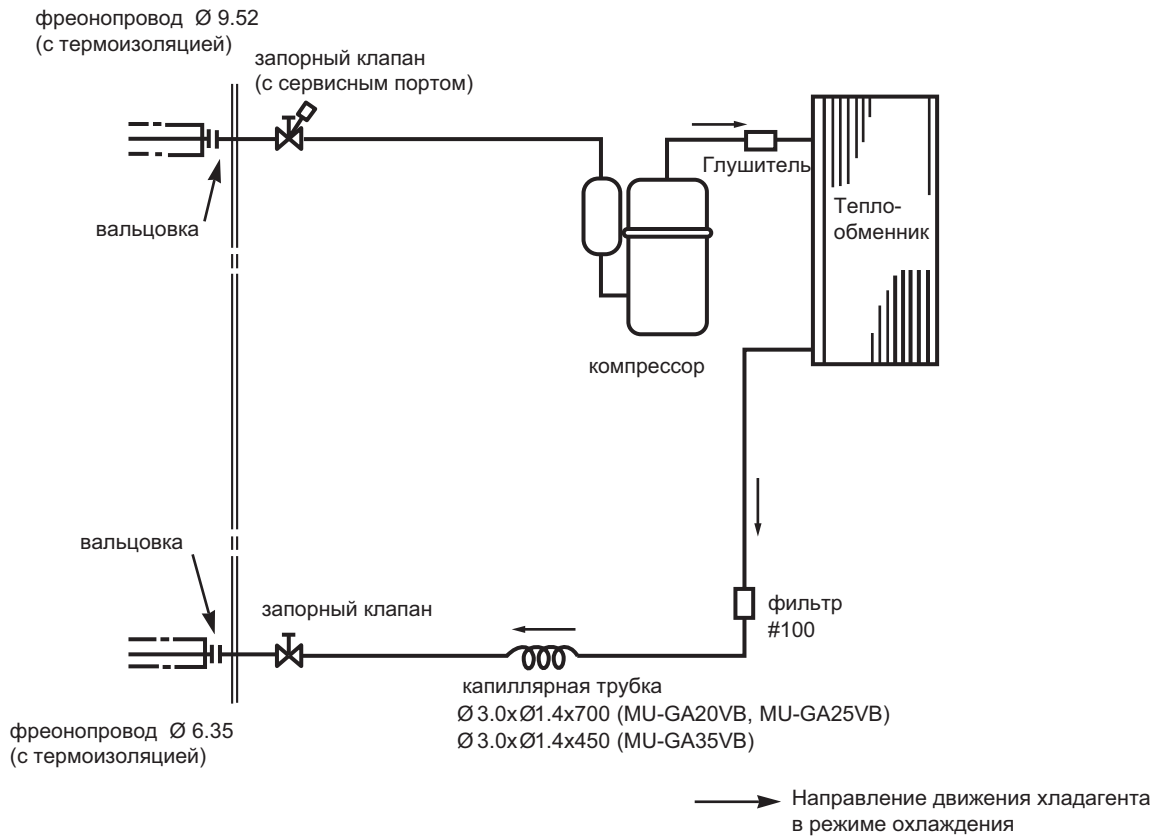 фреонопровод Ø 9.52
(с термоизоляцией)
запорный клапан
(с сервисным портом)
вальцовка
Глушитель
Тепло-
обменник
компрессор
вальцовка
запорный клапан
фильтр
#100
капиллярная трубка
Ø 3.0xØ1.4x700 (MU-GA20VB, MU-GA25VB)
Ø 3.0xØ1.4x450 (MU-GA35VB)
фреонопровод Ø 6.35
(с термоизоляцией)
Направление движения хладагента
в режиме охлаждения